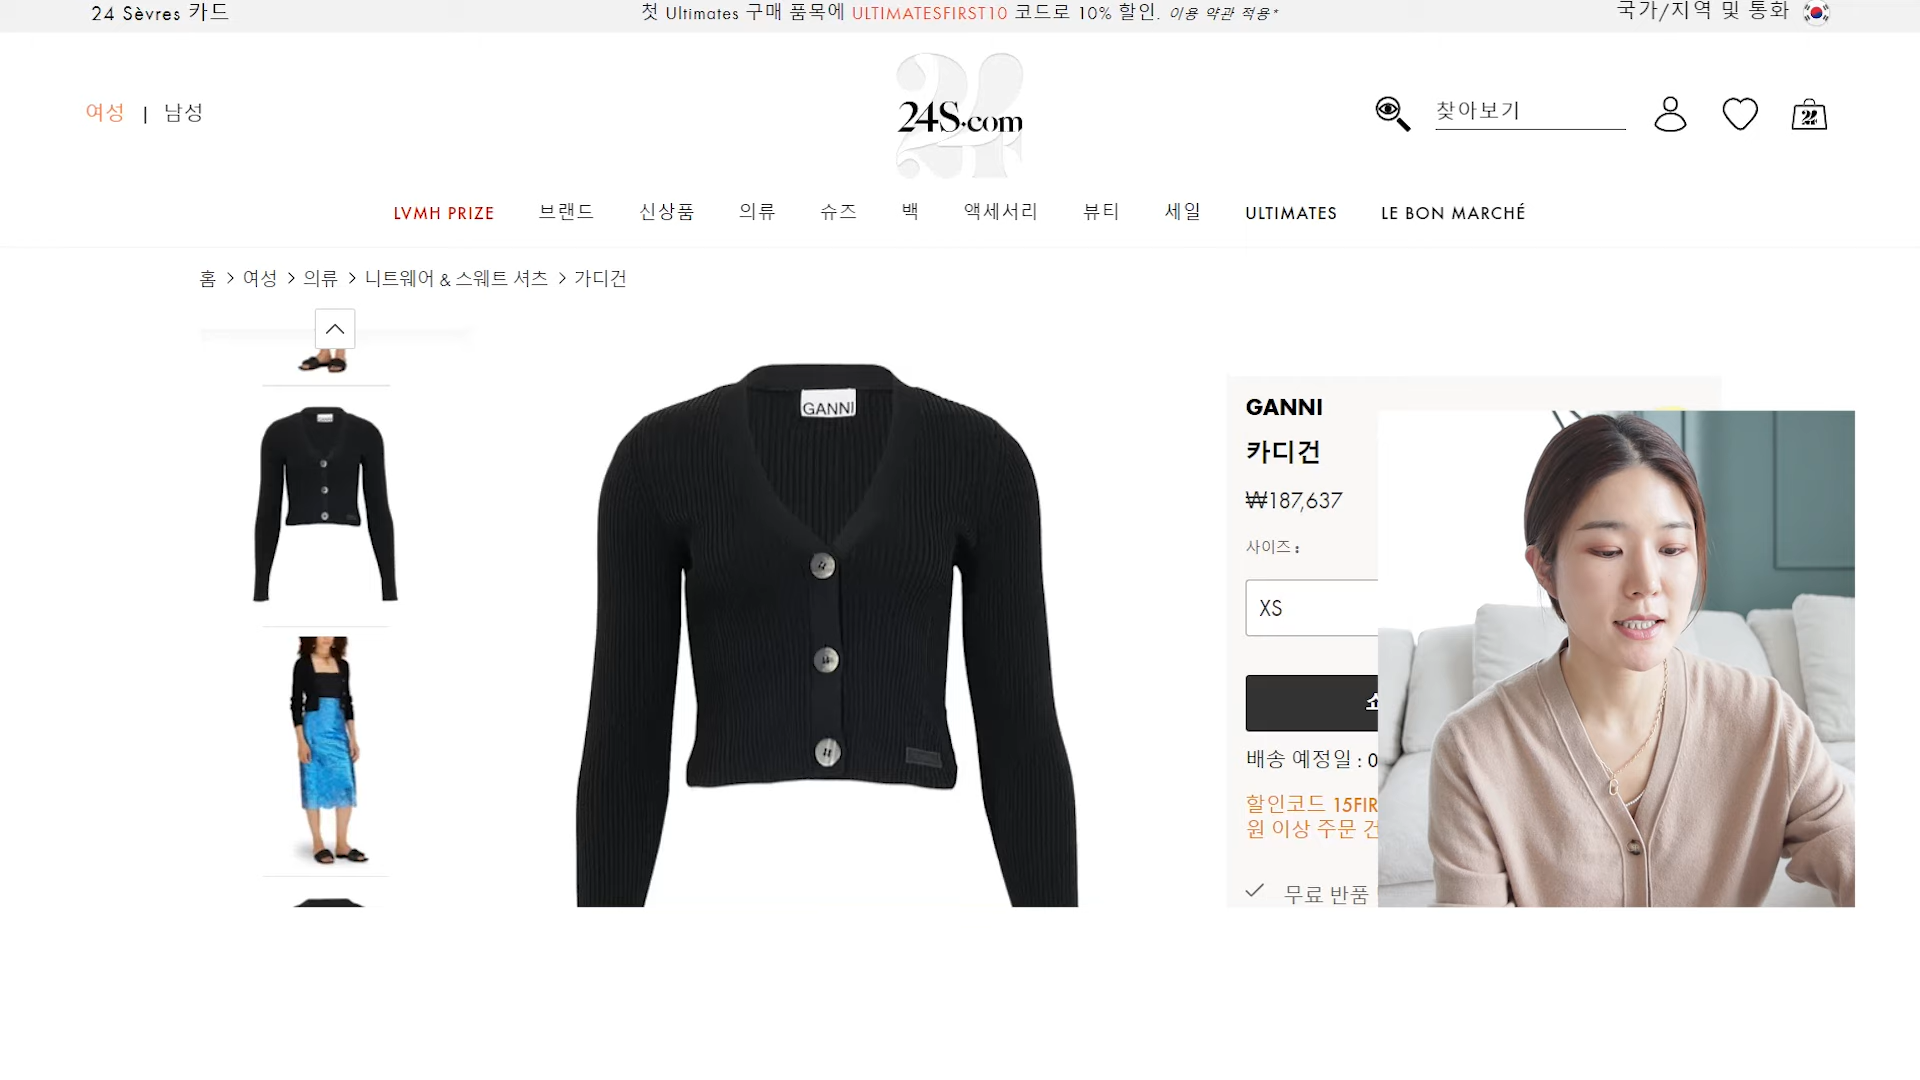 24 Sèvres 카드
첫 Ultimates 구매 품목에 ULTIMATESFIRST10 코드로 10% 할인. 이용 약관 적용*
국가/지역 및 통화
여성 | 남성
24S.com
찾아보기
LVMH PRIZE 브랜드 신상품 의류 슈즈 백 액세서리 뷰티 세일 ULTIMATES LE BON MARCHÉ
홈 > 여성 > 의류 > 니트웨어 & 스웨트 셔츠 > 가디건
GANNI
GANNI
카디건
₩187,637
사이즈 :
XS
배송 예정일 : 0
할인코드 15FIR
원 이상 주문 건
무료 반품